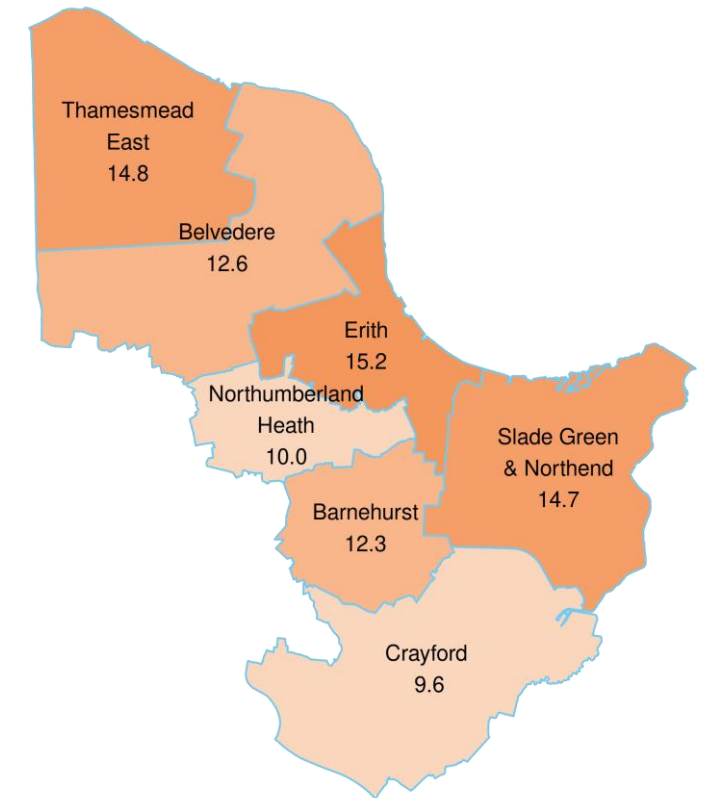 Thamesmead
East
14.8
Belvedere
12.6
Erith
15.2
Northumberland
Heath
10.0
Slade Green
& Northend
14.7
Barnehurst
12.3
Crayford
9.6